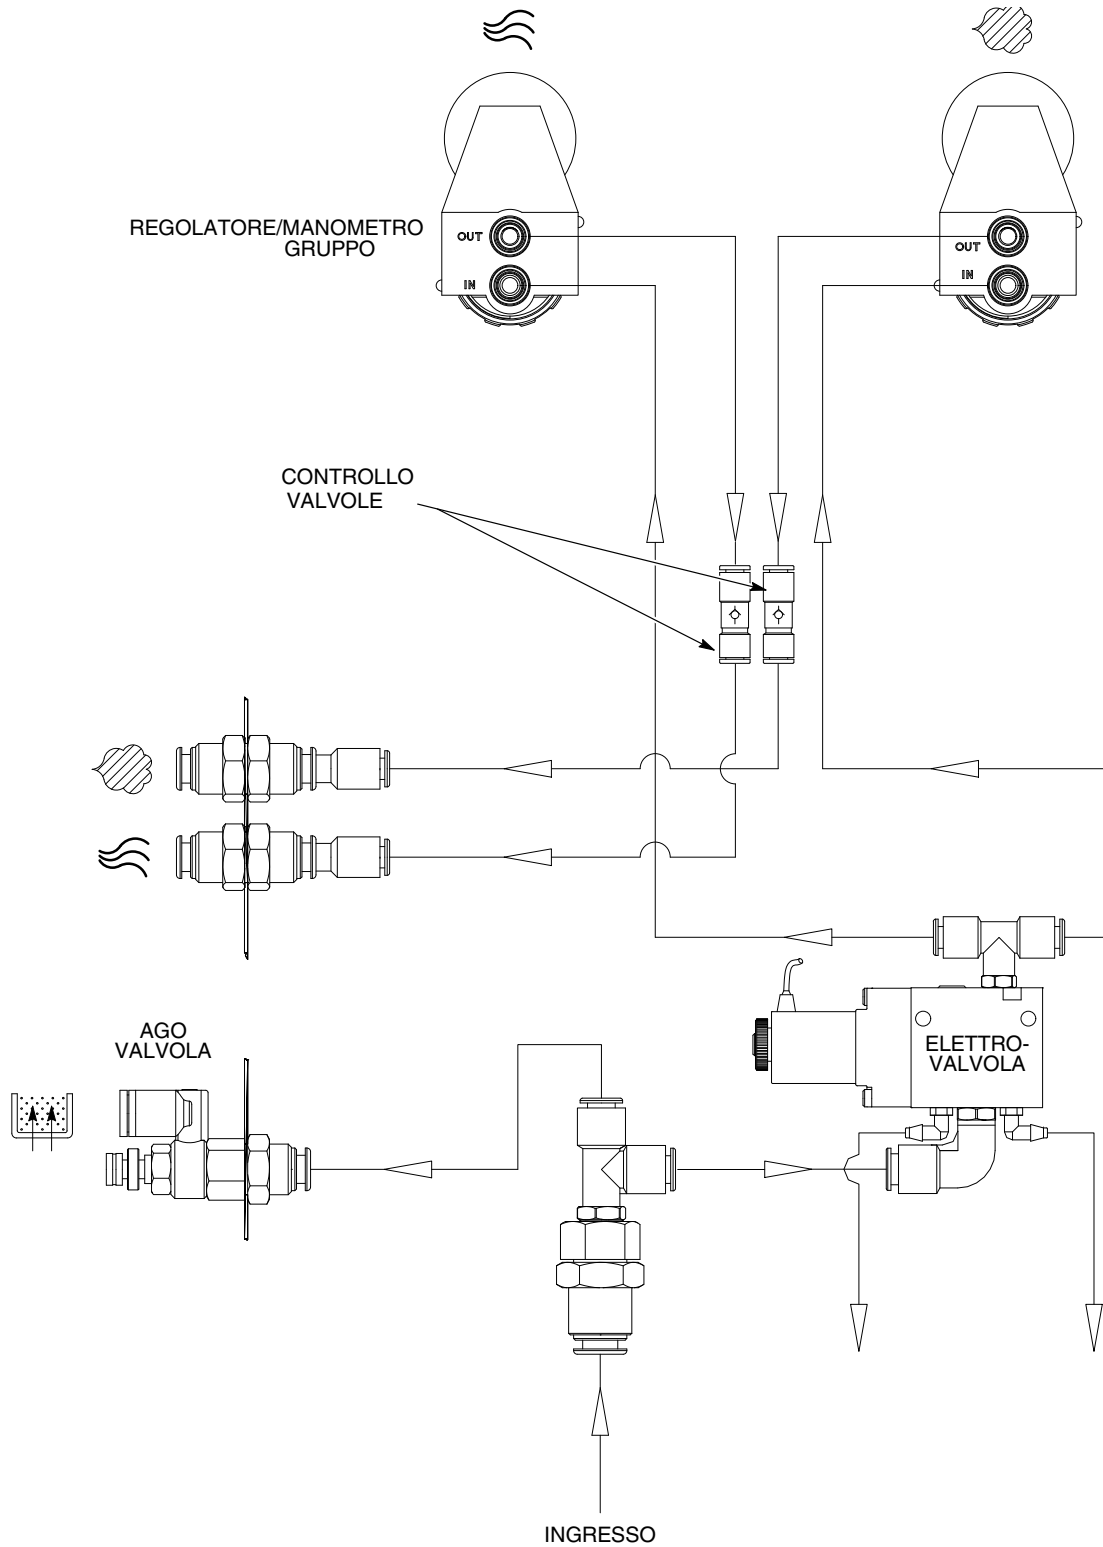 REGOLATORE/MANOMETRO
GRUPPO
OUT
IN
OUT
IN
CONTROLLO
VALVOLE
AGO
VALVOLA
ELETTRO-
VALVOLA
INGRESSO